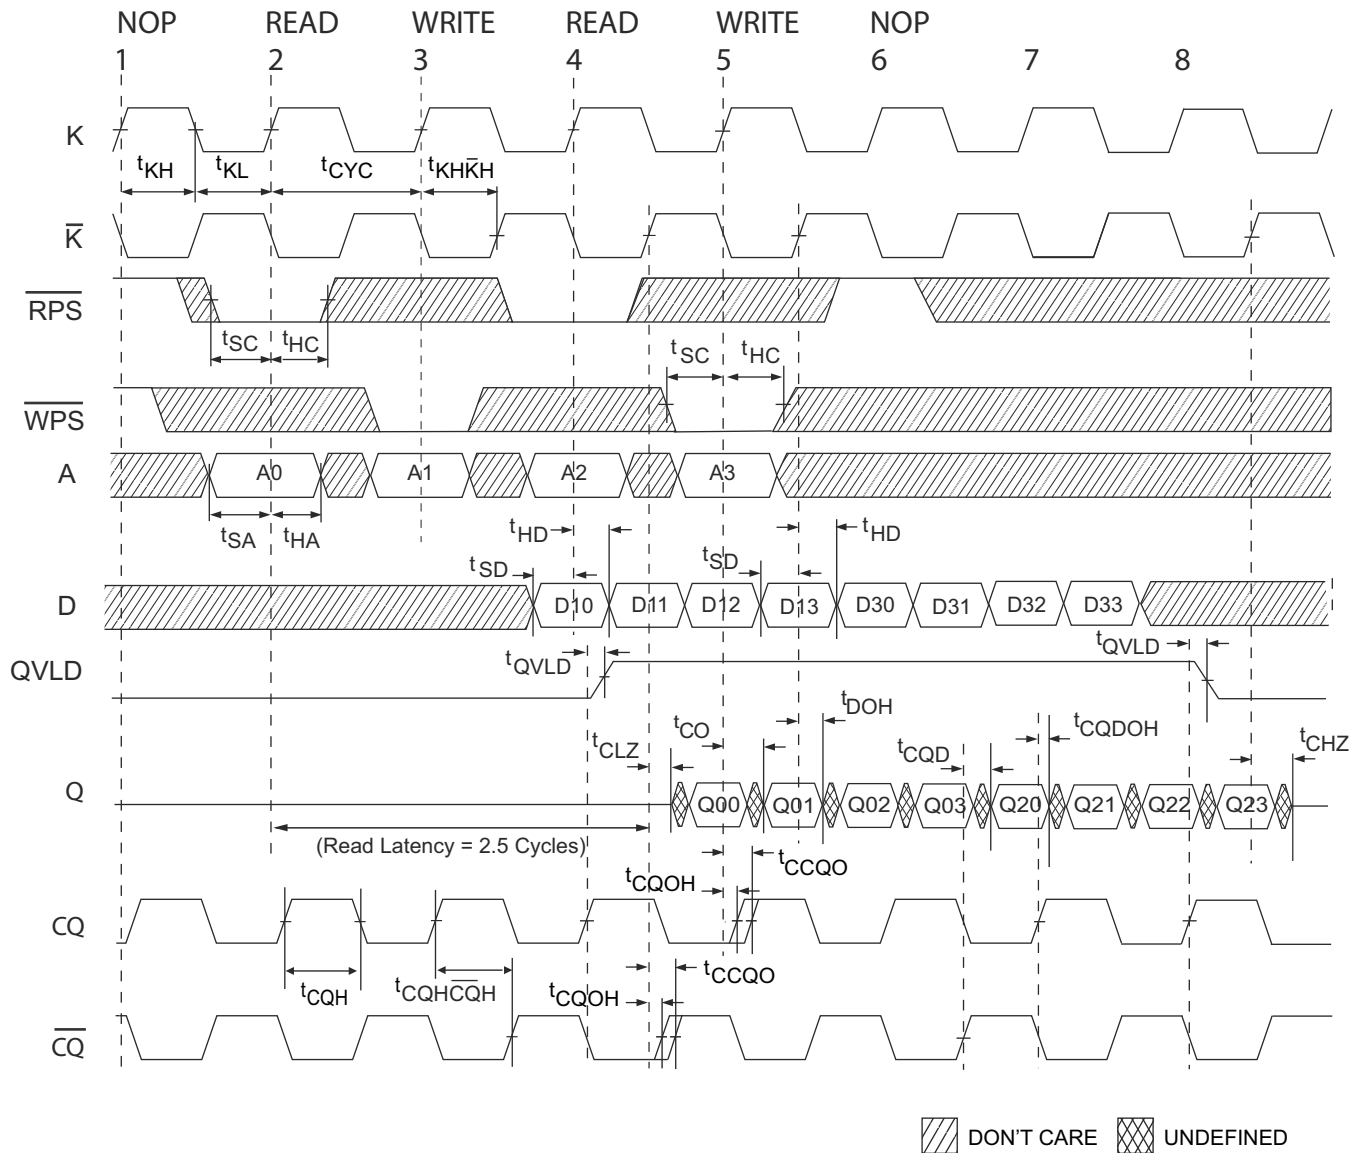 NOP READ WRITE READ WRITE NOP
1 2 3 4 5 6 7 8
K
tKH tKL tCYC tKHK̅H
K̅
R̅P̅S̅
tSC tHC tSC tHC
W̅P̅S̅
A A0 A1 A2 A3
tSA tHA tHD tHD
tSD tSD
D D10 D11 D12 D13 D30 D31 D32 D33
QVLD tQVLD tQVLD
tCLZ tCO tDOH tCQD tCQDOH tCHZ
Q Q00 Q01 Q02 Q03 Q20 Q21 Q22 Q23
(Read Latency = 2.5 Cycles)
tCQOH tCCQO
CQ
tCQH tCQHC̅Q̅H tCQOH tCCQO
C̅Q̅
DON'T CARE UNDEFINED